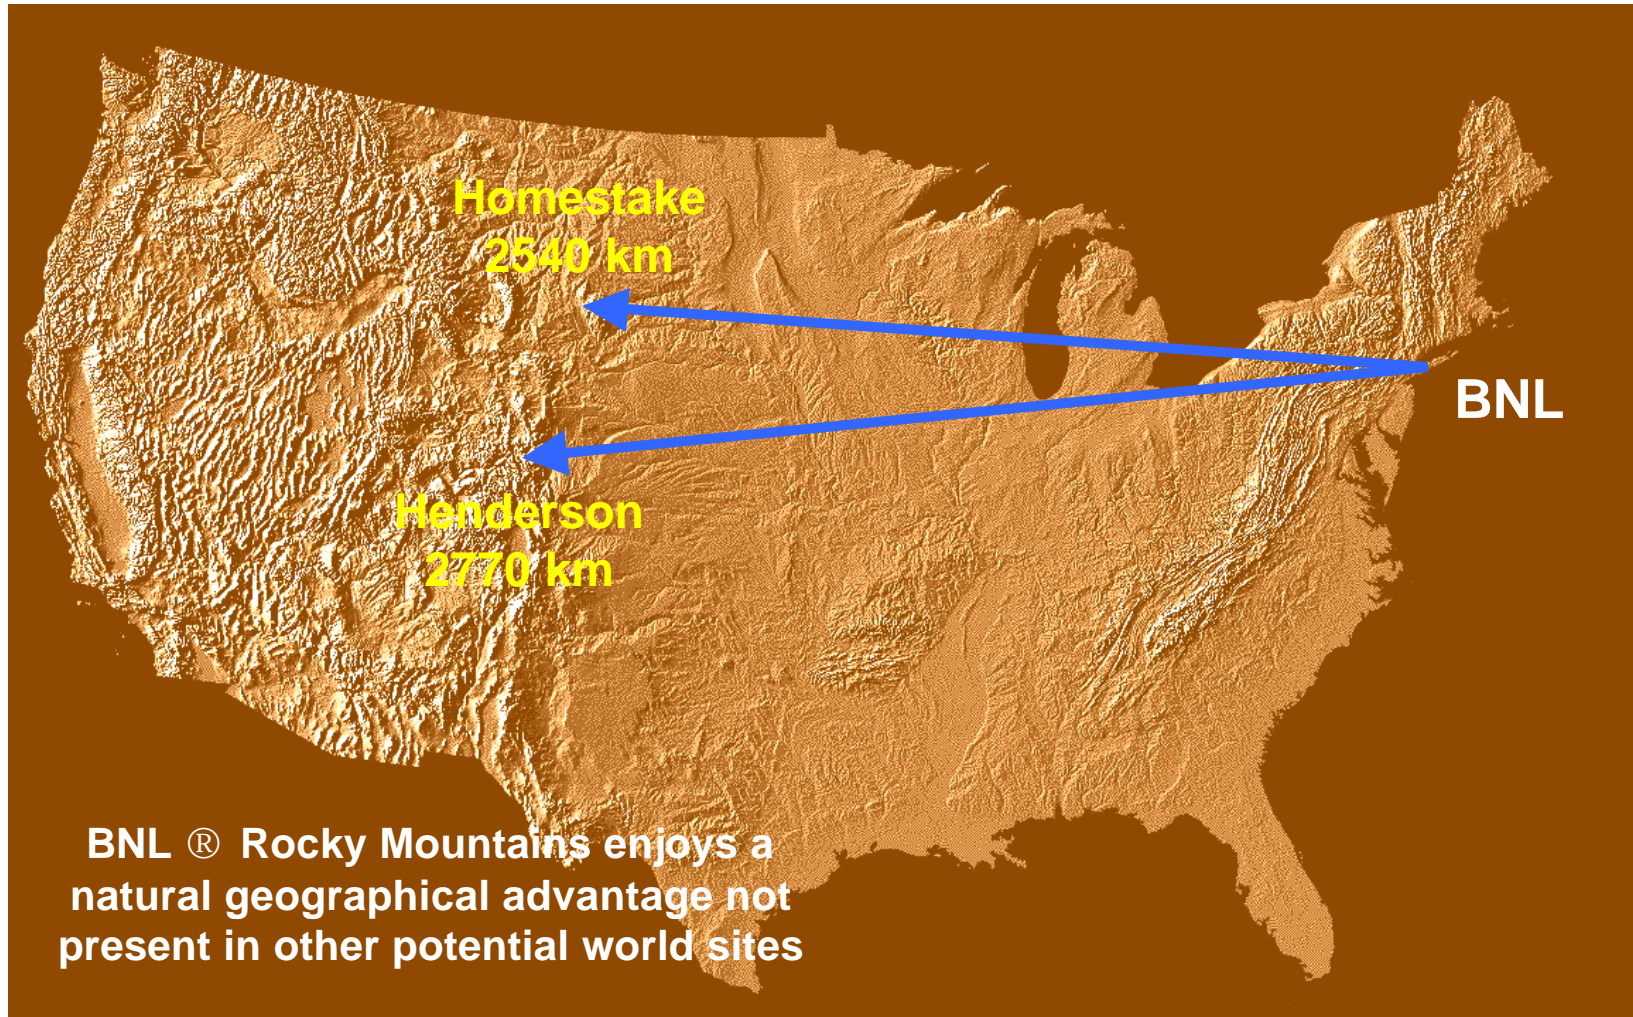 Homestake
2540 km
BNL
Henderson
2770 km
BNL ® Rocky Mountains enjoys a
natural geographical advantage not
present in other potential world sites